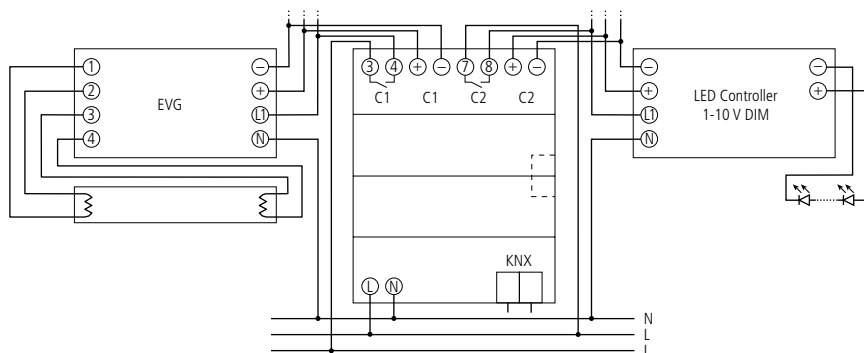 1
2
3
4
EVG
−
+
L1
N
3 4 + − 7 8 + −
C1 C1 C2 C2
−
+
L1
N
LED Controller
1-10 V DIM
−
+
KNX
L N
N
L
L